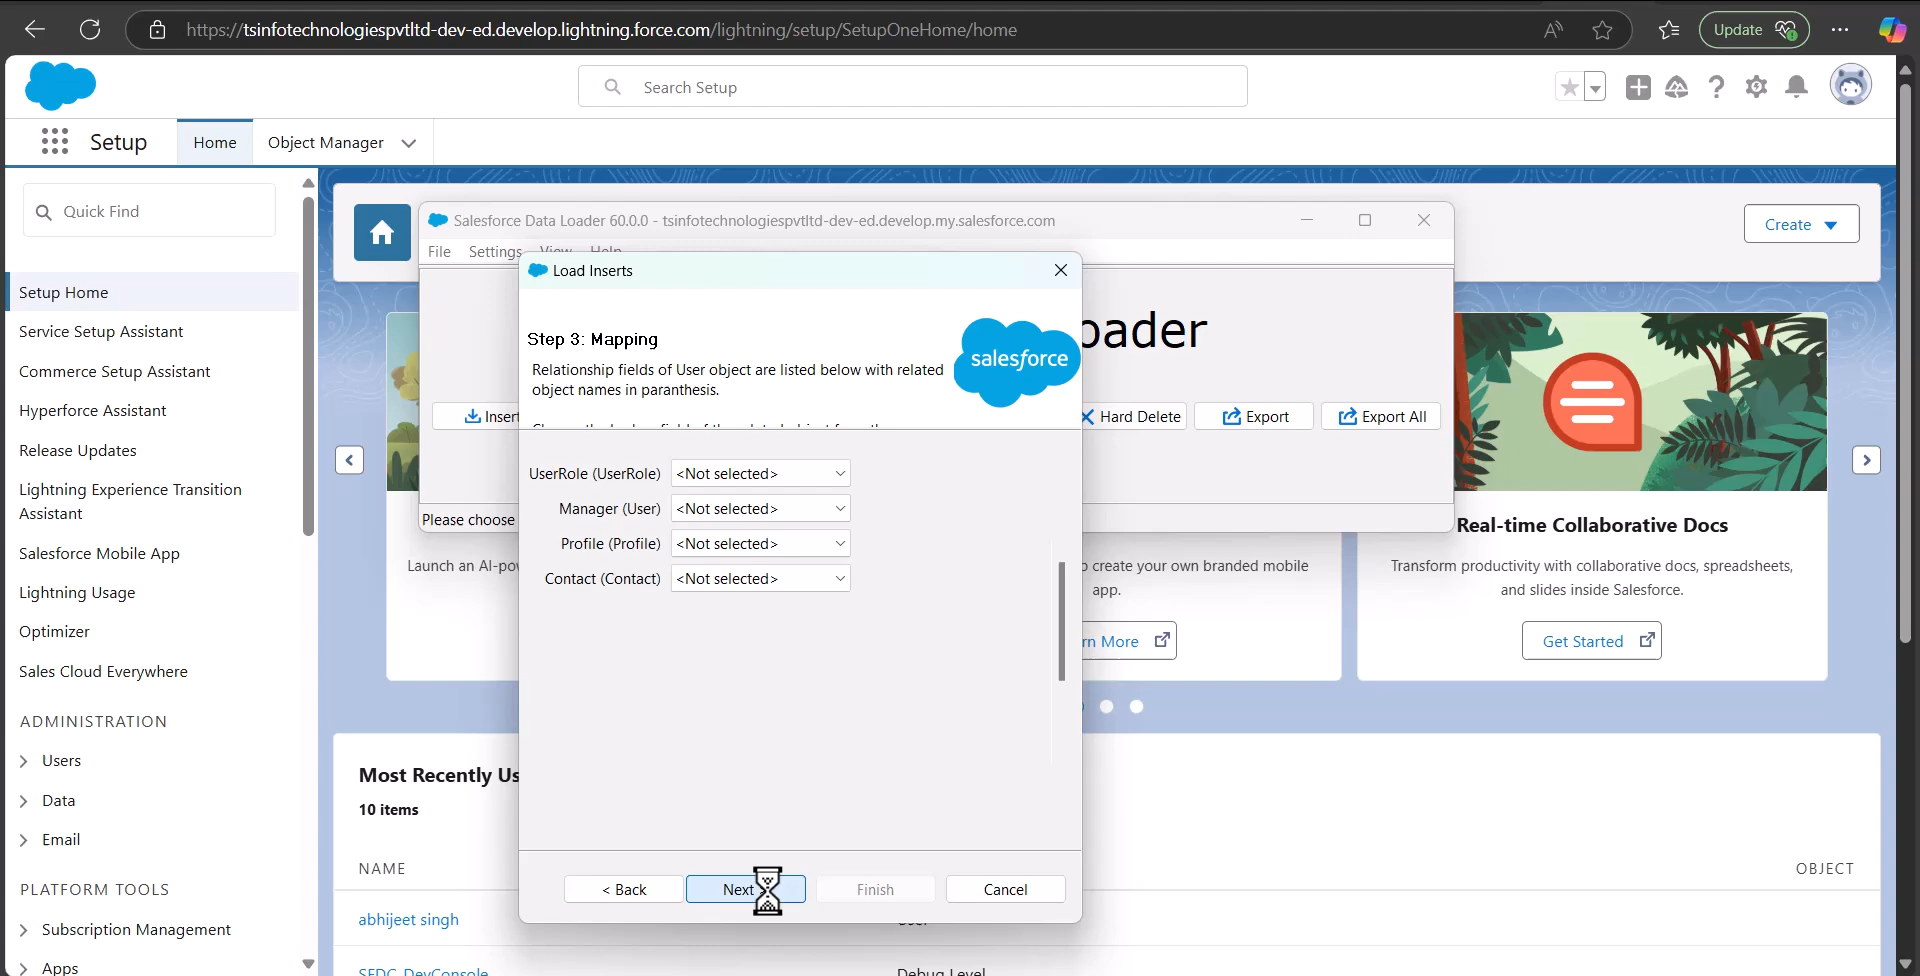 https://tsinfotechnologiespvtltd-dev-ed.develop.lightning.force.com/lightning/setup/SetupOneHome/home
Update
Search Setup
Setup
Home
Object Manager
Quick Find
Setup Home
Service Setup Assistant
Commerce Setup Assistant
Hyperforce Assistant
Release Updates
Lightning Experience Transition
Assistant
Salesforce Mobile App
Lightning Usage
Optimizer
Sales Cloud Everywhere
ADMINISTRATION
Users
Data
Email
PLATFORM TOOLS
Subscription Management
Apps
Create
Salesforce Data Loader 60.0.0 - tsinfotechnologiespvtltd-dev-ed.develop.my.salesforce.com
File Settings View Help
oader
Insert
Hard Delete
Export
Export All
Please choose
Load Inserts
Step 3: Mapping
Relationship fields of User object are listed below with related
object names in paranthesis.
salesforce
UserRole (UserRole) <Not selected>
Manager (User) <Not selected>
Profile (Profile) <Not selected>
Contact (Contact) <Not selected>
< Back
Next
Finish
Cancel
Launch an AI-pow
create your own branded mobile
app.
rn More
Real-time Collaborative Docs
Transform productivity with collaborative docs, spreadsheets,
and slides inside Salesforce.
Get Started
Most Recently Us
10 items
NAME
OBJECT
abhijeet singh
User
SFDC_DevConsole
Debug Level